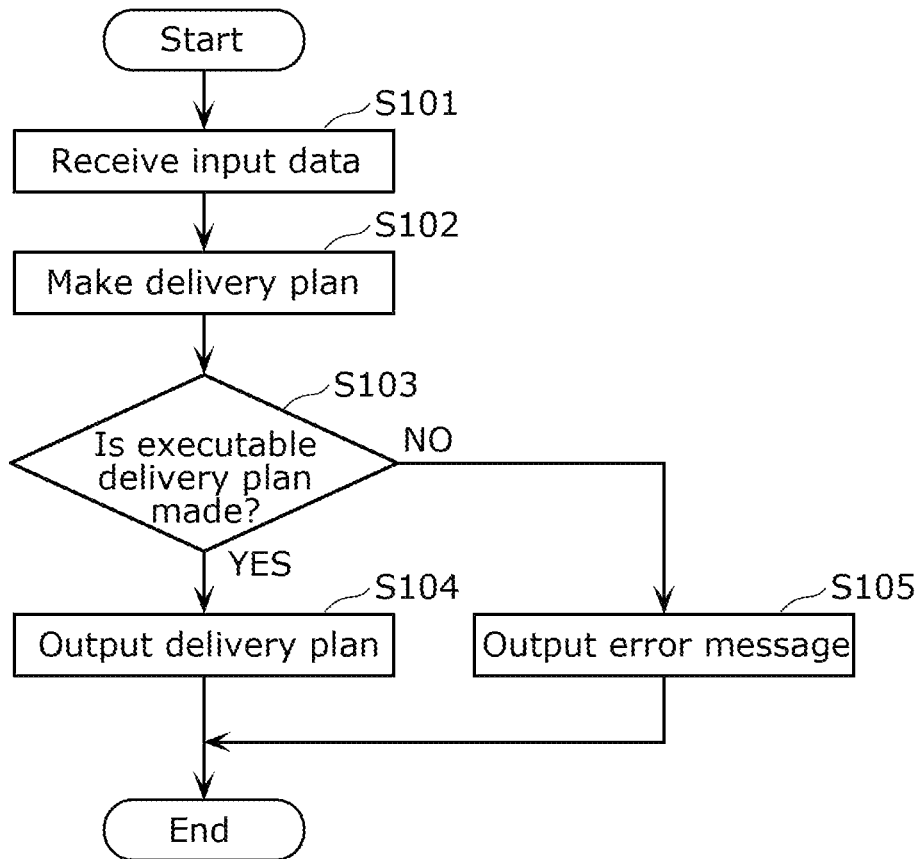 Start
S101
Receive input data
S102
Make delivery plan
S103
Is executable
delivery plan
made?
NO
YES
S104
Output delivery plan
S105
Output error message
End